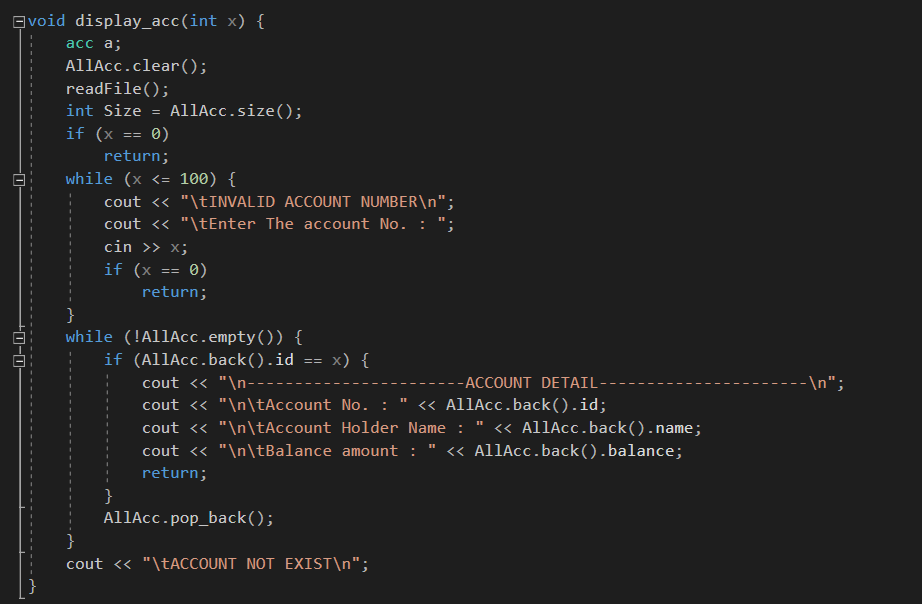 void display_acc(int x) {
    acc a;
    AllAcc.clear();
    readFile();
    int Size = AllAcc.size();
    if (x == 0)
        return;
    while (x <= 100) {
        cout << "\tINVALID ACCOUNT NUMBER\n";
        cout << "\tEnter The account No. : ";
        cin >> x;
        if (x == 0)
            return;
    }
    while (!AllAcc.empty()) {
        if (AllAcc.back().id == x) {
            cout << "\n-----------------------ACCOUNT DETAIL----------------------\n";
            cout << "\n\tAccount No. : " << AllAcc.back().id;
            cout << "\n\tAccount Holder Name : " << AllAcc.back().name;
            cout << "\n\tBalance amount : " << AllAcc.back().balance;
            return;
        }
        AllAcc.pop_back();
    }
    cout << "\tACCOUNT NOT EXIST\n";
}